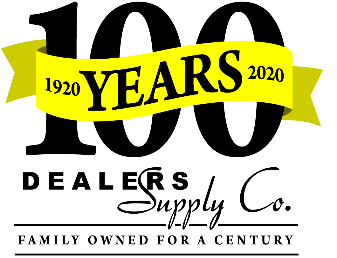 100
1920 YEARS 2020
DEALERS
Supply Co.
FAMILY OWNED FOR A CENTURY